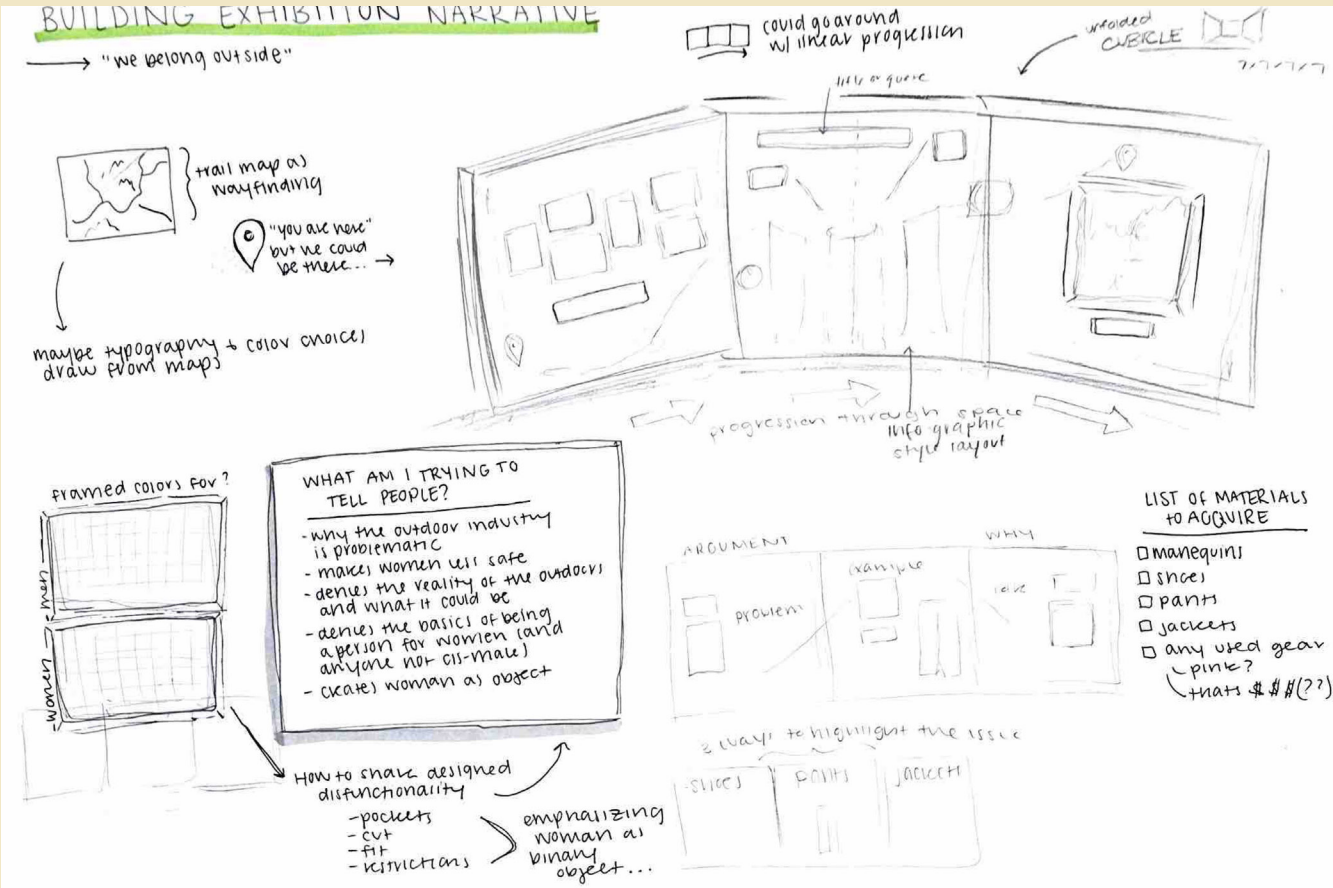 BUILDING EXHIBITION NARRATIVE
"we belong outside"
trail map as
wayfinding
"you are here"
but we could
be there...
maybe typography + color choices
draw from maps
could go around
w/ linear progression
unfolded
CUBICLE
title or quote
progression through space
info graphic
style layout
framed colors for?
men
women
WHAT AM I TRYING TO
TELL PEOPLE?
- why the outdoor industry
is problematic
- makes women less safe
- denies the reality of the outdoors
and what it could be
- denies the basics of being
a person for women (and
anyone not cis-male)
- creates woman as object
How to share designed
disfunctionality
- pockets
- cut
- fit
- restrictions
emphasizing
woman as
binary
object...
ARGUMENT
WHY
problem
example
3 ways to highlight the issue
shoes
pants
jackets
LIST OF MATERIALS
to ACQUIRE
manequins
shoes
pants
jackets
any used gear
pink?
thats $$$(??)